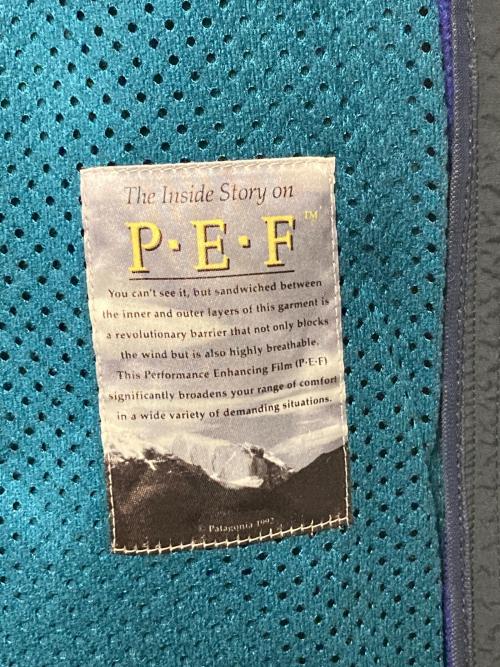 The Inside Story on
P·E·F™
You can't see it, but sandwiched between
the inner and outer layers of this garment is
a revolutionary barrier that not only blocks
the wind but is also highly breathable.
This Performance Enhancing Film (P·E·F)
significantly broadens your range of comfort
in a wide variety of demanding situations.
© Patagonia 1992